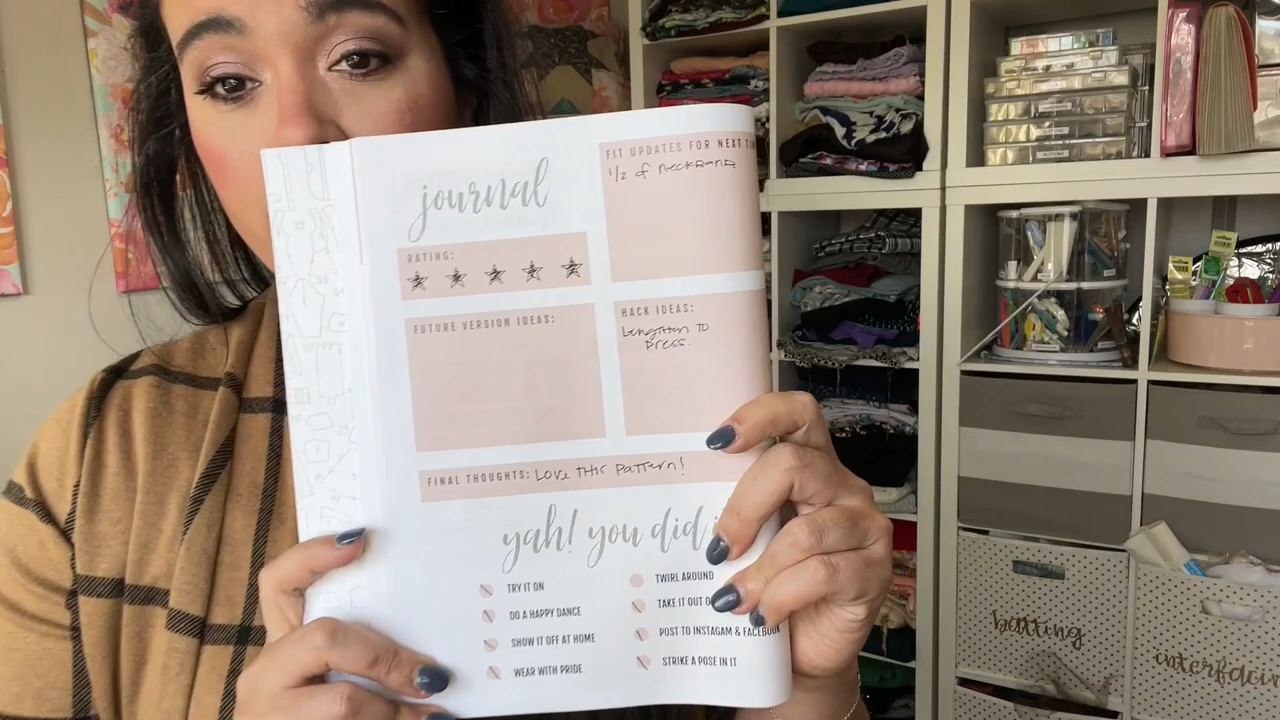 journal
RATING:
FUTURE VERSION IDEAS:
FIT UPDATES FOR NEXT
1/2 of neckband
HACK IDEAS:
Lengthen to
Press.
FINAL THOUGHTS: Love this pattern!
yah! you did
TRY IT ON
DO A HAPPY DANCE
SHOW IT OFF AT HOME
WEAR WITH PRIDE
TWIRL AROUND
TAKE IT OUT
POST TO INSTAGAM & FACEBOOK
STRIKE A POSE IN IT
batting